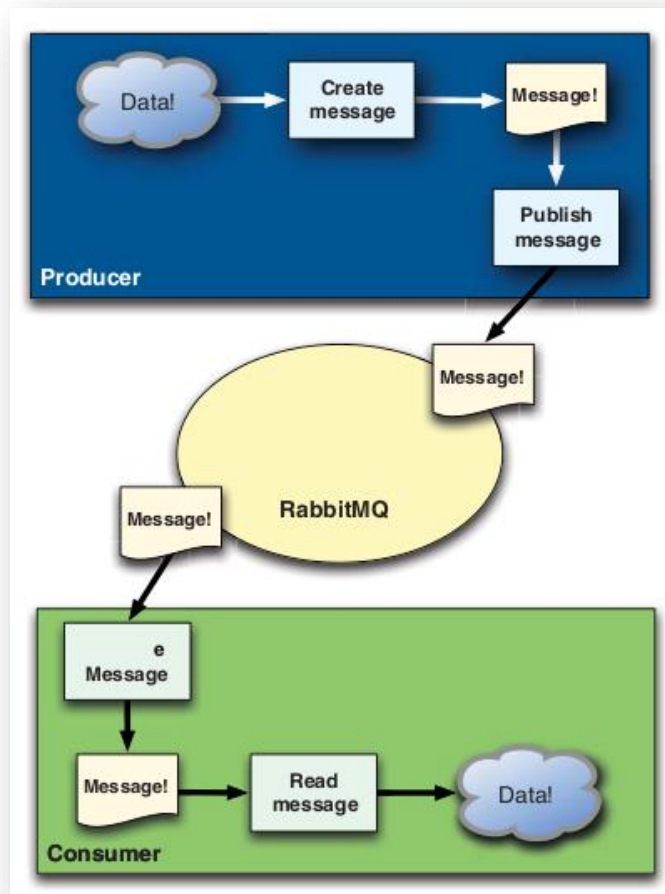 Data!
Create
message
Message!
Publish
message
Producer
Message!
RabbitMQ
Message!
e
Message
Message!
Read
message
Data!
Consumer